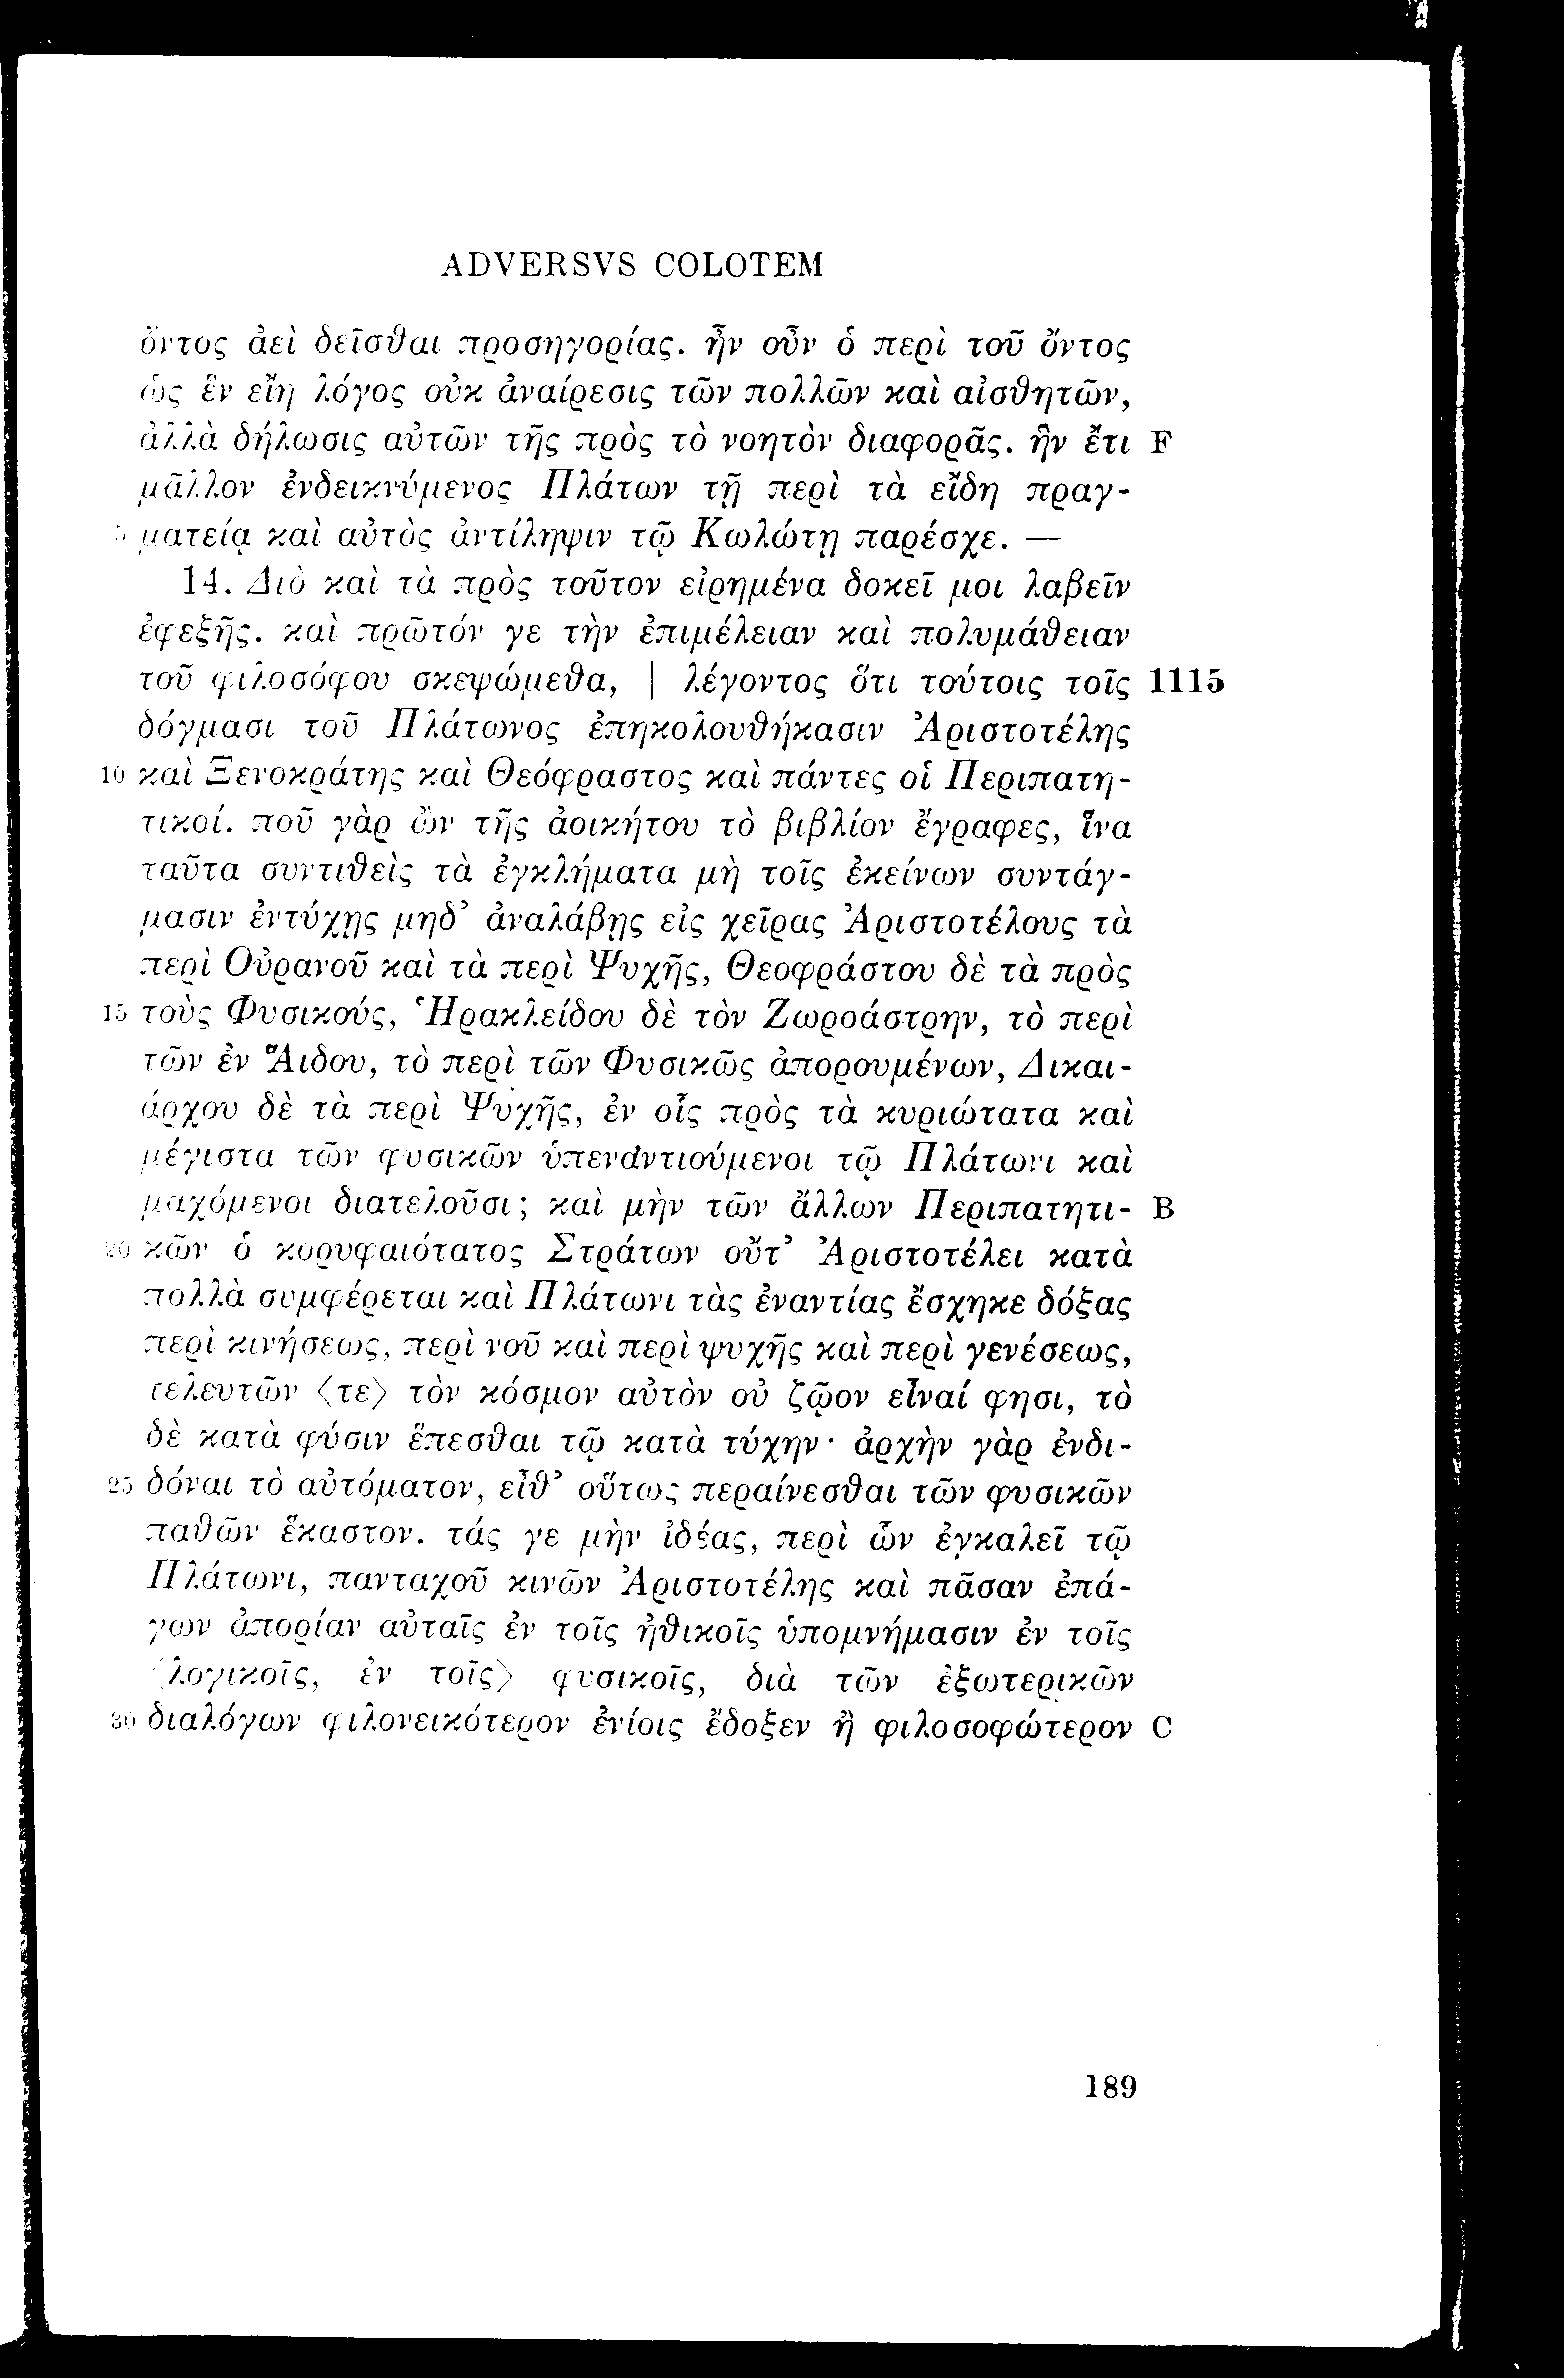 ADVERSVS COLOTEM
ὄντος ἀεὶ δεῖσθαι προσηγορίας. ἦν οὖν ὁ περὶ τοῦ ὄντος
ὡς ἓν εἴη λόγος οὐκ ἀναίρεσις τῶν πολλῶν καὶ αἰσθητῶν,
ἀλλὰ δήλωσις αὐτῶν τῆς πρὸς τὸ νοητὸν διαφορᾶς. ἣν ἔτι F
μᾶλλον ἐνδεικνύμενος Πλάτων τῇ περὶ τὰ εἴδη πραγ-
5 ματείᾳ καὶ αὐτὸς ἀντίληψιν τῷ Κωλώτῃ παρέσχε. —
14. Διὸ καὶ τὰ πρὸς τοῦτον εἰρημένα δοκεῖ μοι λαβεῖν
ἐφεξῆς. καὶ πρῶτόν γε τὴν ἐπιμέλειαν καὶ πολυμάθειαν
τοῦ φιλοσόφου σκεψώμεθα, | λέγοντος ὅτι τούτοις τοῖς 1115
δόγμασι τοῦ Πλάτωνος ἐπηκολουθήκασιν Ἀριστοτέλης
10 καὶ Ξενοκράτης καὶ Θεόφραστος καὶ πάντες οἱ Περιπατη-
τικοί. ποῦ γὰρ ὢν τῆς ἀοικήτου τὸ βιβλίον ἔγραφες, ἵνα
ταῦτα συντιθεὶς τὰ ἐγκλήματα μὴ τοῖς ἐκείνων συντάγ-
μασιν ἐντύχῃς μηδ’ ἀναλάβῃς εἰς χεῖρας Ἀριστοτέλους τὰ
περὶ Οὐρανοῦ καὶ τὰ περὶ Ψυχῆς, Θεοφράστου δὲ τὰ πρὸς
15 τοὺς Φυσικούς, Ἡρακλείδου δὲ τὸν Ζωροάστρην, τὸ περὶ
τῶν ἐν Ἅιδου, τὸ περὶ τῶν Φυσικῶς ἀπορουμένων, Δικαι-
άρχου δὲ τὰ περὶ Ψυχῆς, ἐν οἷς πρὸς τὰ κυριώτατα καὶ
μέγιστα τῶν φυσικῶν ὑπεναντιούμενοι τῷ Πλάτωνι καὶ
μαχόμενοι διατελοῦσι; καὶ μὴν τῶν ἄλλων Περιπατητι- B
20 κῶν ὁ κορυφαιότατος Στράτων οὔτ’ Ἀριστοτέλει κατὰ
πολλὰ συμφέρεται καὶ Πλάτωνι τὰς ἐναντίας ἔσχηκε δόξας
περὶ κινήσεως, περὶ νοῦ καὶ περὶ ψυχῆς καὶ περὶ γενέσεως,
τελευτῶν ⟨τε⟩ τὸν κόσμον αὐτὸν οὐ ζῷον εἶναί φησι, τὸ
δὲ κατὰ φύσιν ἕπεσθαι τῷ κατὰ τύχην· ἀρχὴν γὰρ ἐνδι-
25 δόναι τὸ αὐτόματον, εἶθ’ οὕτως περαίνεσθαι τῶν φυσικῶν
παθῶν ἕκαστον. τάς γε μὴν ἰδέας, περὶ ὧν ἐγκαλεῖ τῷ
Πλάτωνι, πανταχοῦ κινῶν Ἀριστοτέλης καὶ πᾶσαν ἐπά-
γων ἀπορίαν αὐταῖς ἐν τοῖς ἠθικοῖς ὑπομνήμασιν ἐν τοῖς
⟨λογικοῖς, ἐν τοῖς⟩ φυσικοῖς, διὰ τῶν ἐξωτερικῶν
30 διαλόγων φιλονεικότερον ἐνίοις ἔδοξεν ἢ φιλοσοφώτερον C
189